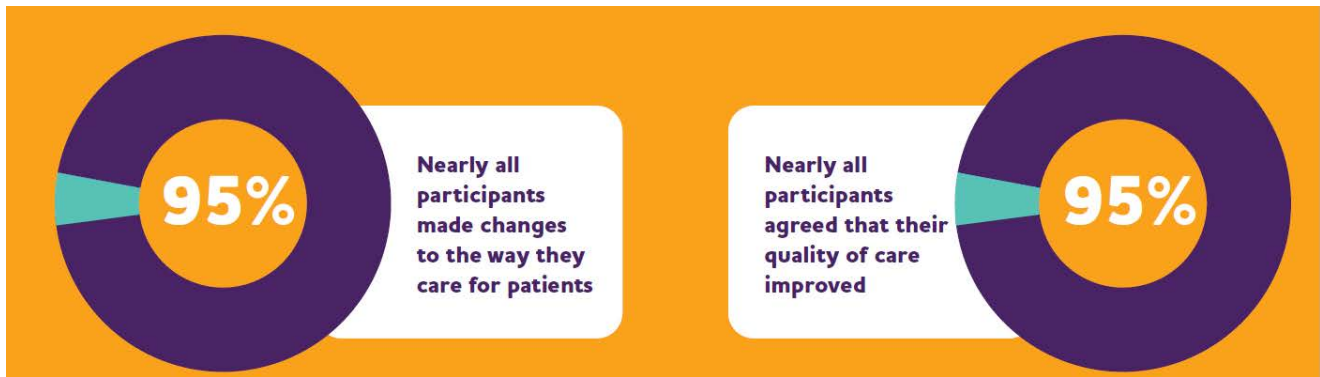 95%
Nearly all
participants
made changes
to the way they
care for patients
Nearly all
participants
agreed that their
quality of care
improved
95%